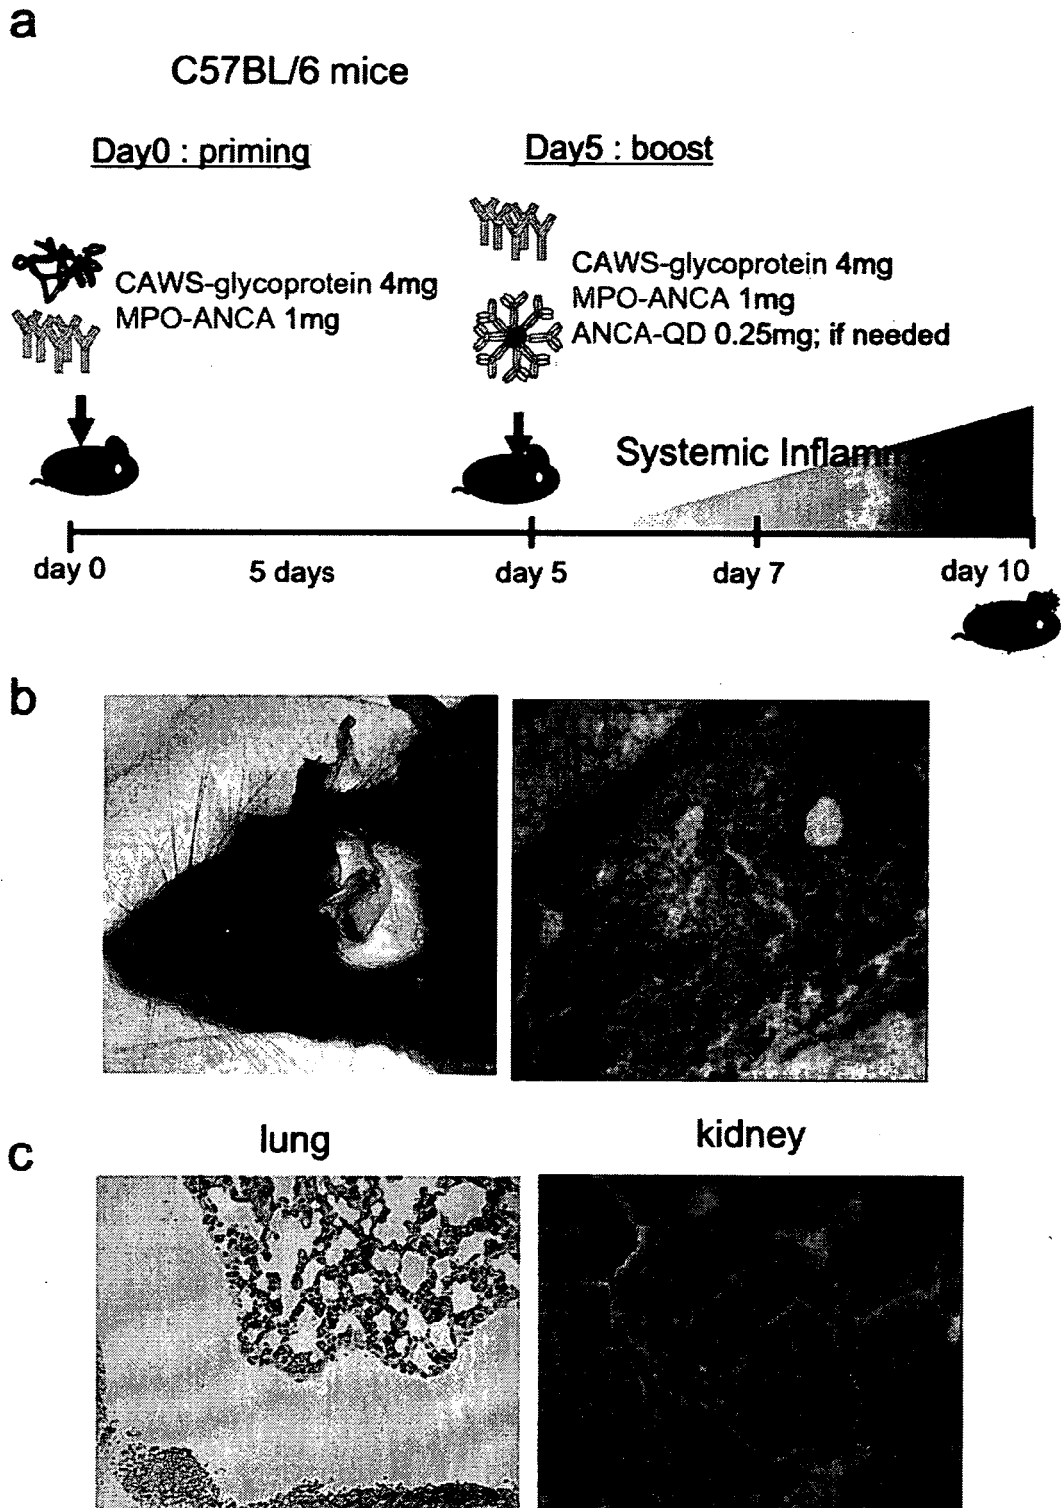 a
C57BL/6 mice
Day0 : priming
Day5 : boost
CAWS-glycoprotein 4mg
MPO-ANCA 1mg
CAWS-glycoprotein 4mg
MPO-ANCA 1mg
ANCA-QD 0.25mg; if needed
Systemic Inflam
day 0
5 days
day 5
day 7
day 10
b
c
lung
kidney